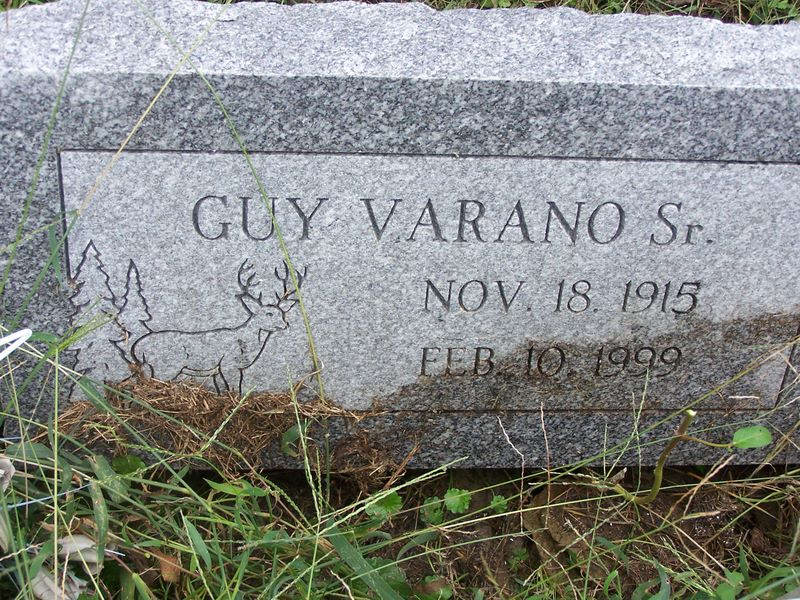 GUY VARANO Sr.
NOV. 18. 1915
FEB. 10. 1999